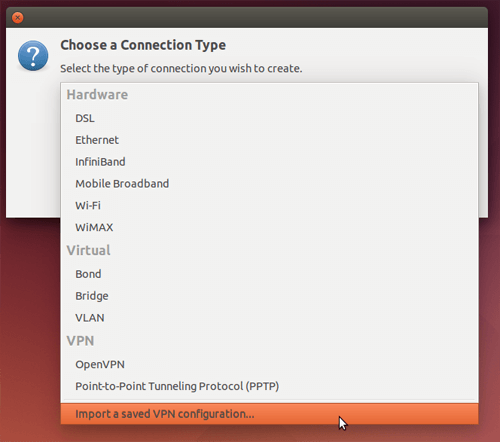 Choose a Connection Type
Select the type of connection you wish to create.
Hardware
DSL
Ethernet
InfiniBand
Mobile Broadband
Wi-Fi
WiMAX
Virtual
Bond
Bridge
VLAN
VPN
OpenVPN
Point-to-Point Tunneling Protocol (PPTP)
Import a saved VPN configuration...